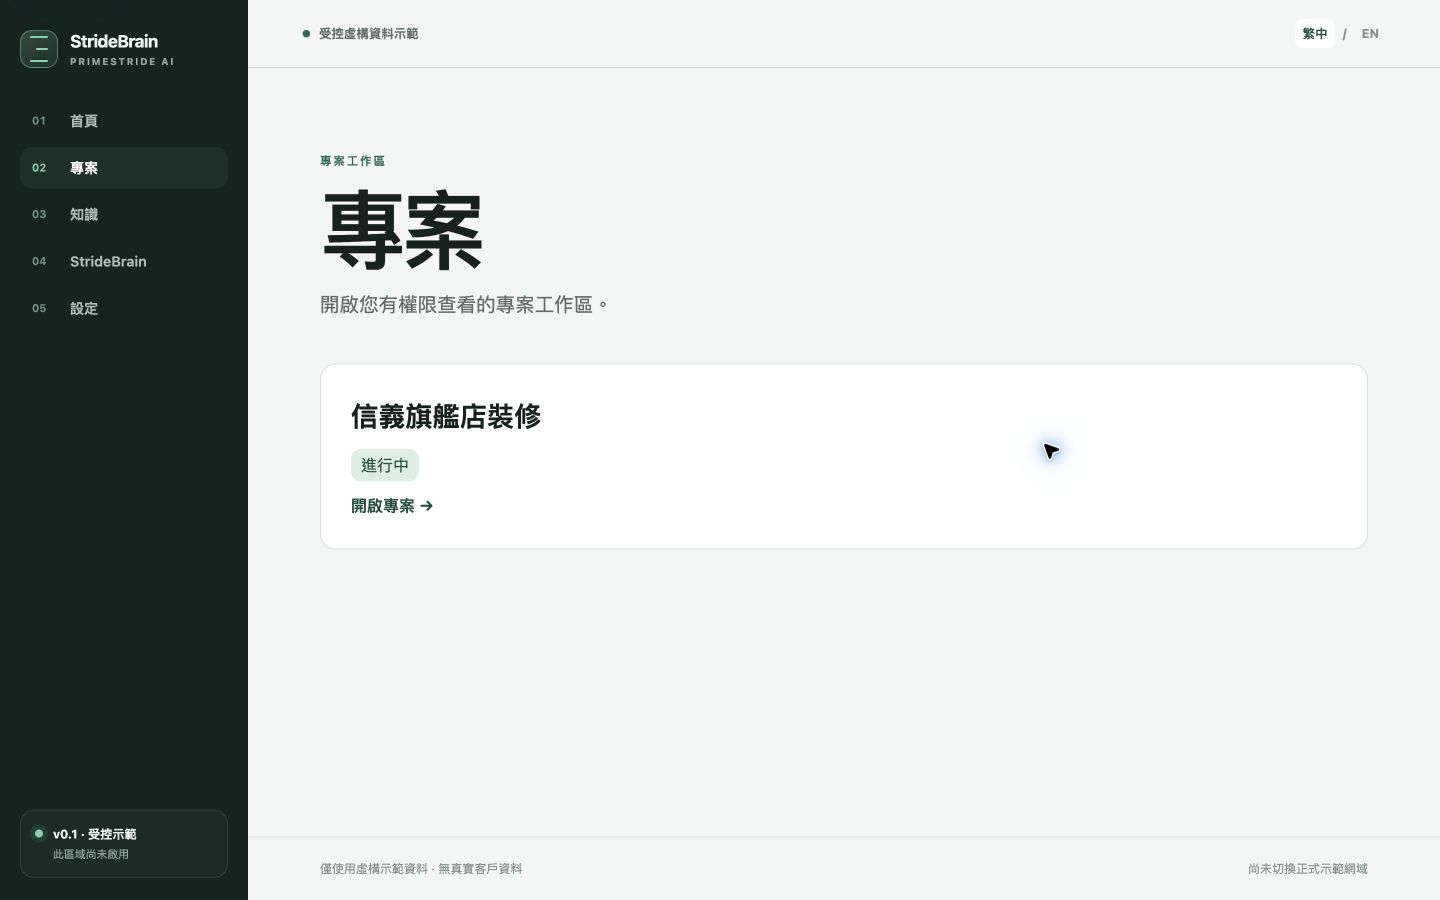 StrideBrain
PRIMESTRIDE AI
01 首頁
02 專案
03 知識
04 StrideBrain
05 設定
v0.1 · 受控示範
此區域尚未啟用
受控虛構資料示範
繁中 / EN
專案工作區
專案
開啟您有權限查看的專案工作區。
信義旗艦店裝修
進行中
開啟專案 →
僅使用虛構示範資料 · 無真實客戶資料
尚未切換正式示範網域